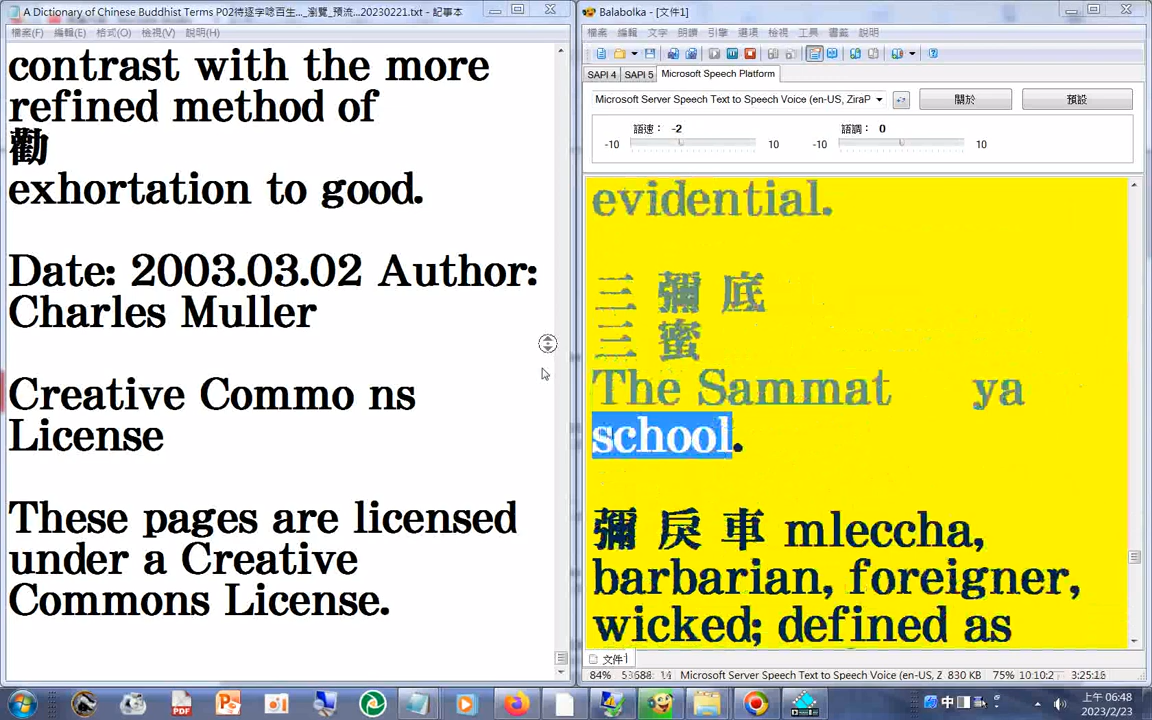 A Dictionary of Chinese Buddhist Terms P02待逐字唸百生..._瀏覽_預流...20230221.txt - 記事本
檔案(F) 編輯(E) 格式(O) 檢視(V) 說明(H)
contrast with the more
refined method of
勸
exhortation to good.
Date: 2003.03.02 Author:
Charles Muller
Creative Commo ns
License
These pages are licensed
under a Creative
Commons License.
Balabolka - [文件1]
檔案 編輯 文字 朗讀 引擎 選項 檢視 工具 書籤 說明
SAPI 4 SAPI 5 Microsoft Speech Platform
Microsoft Server Speech Text to Speech Voice (en-US, ZiraP
關於
預設
語速： -2
語調： 0
-10 10 -10 10
evidential.
三 彌 底
三 蜜
The Sammat ya
school.
彌 戾 車 mleccha,
barbarian, foreigner,
wicked; defined as
文件1
84% 53688: 14 Microsoft Server Speech Text to Speech Voice (en-US, Z 830 KB 75% 10:10:2 3:25:16
中
上午 06:48
2023/2/23